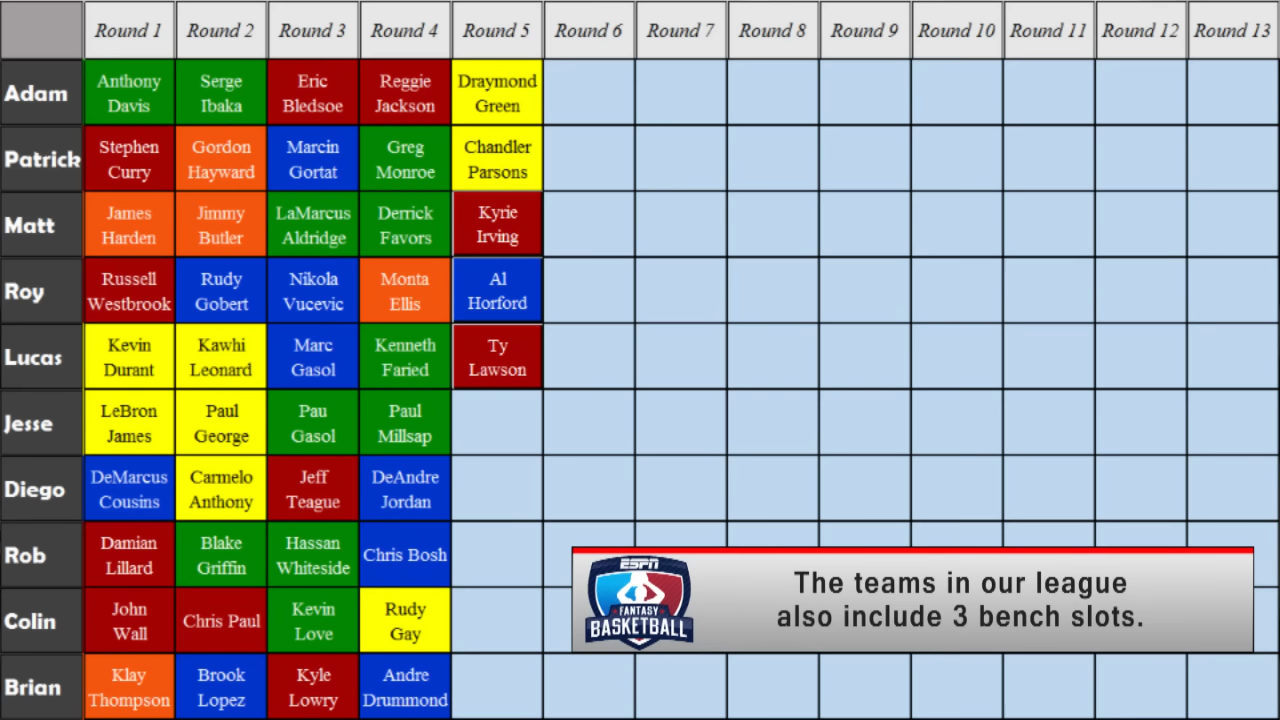 Round 1 Round 2 Round 3 Round 4 Round 5 Round 6 Round 7 Round 8 Round 9 Round 10 Round 11 Round 12 Round 13
Adam Anthony Davis Serge Ibaka Eric Bledsoe Reggie Jackson Draymond Green
Patrick Stephen Curry Gordon Hayward Marcin Gortat Greg Monroe Chandler Parsons
Matt James Harden Jimmy Butler LaMarcus Aldridge Derrick Favors Kyrie Irving
Roy Russell Westbrook Rudy Gobert Nikola Vucevic Monta Ellis Al Horford
Lucas Kevin Durant Kawhi Leonard Marc Gasol Kenneth Faried Ty Lawson
Jesse LeBron James Paul George Pau Gasol Paul Millsap
Diego DeMarcus Cousins Carmelo Anthony Jeff Teague DeAndre Jordan
Rob Damian Lillard Blake Griffin Hassan Whiteside Chris Bosh
Colin John Wall Chris Paul Kevin Love Rudy Gay
Brian Klay Thompson Brook Lopez Kyle Lowry Andre Drummond
ESPN
FANTASY
BASKETBALL
The teams in our league
also include 3 bench slots.